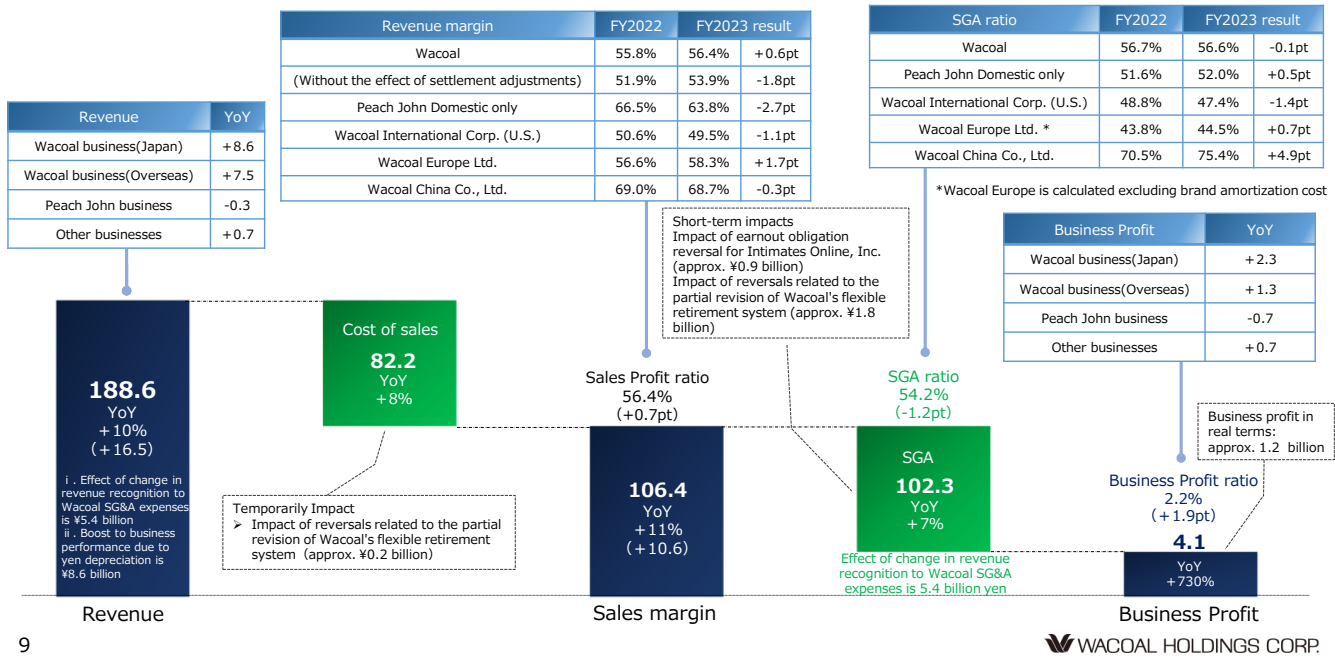 Revenue margin FY2022 FY2023 result
Wacoal 55.8% 56.4% +0.6pt
(Without the effect of settlement adjustments) 51.9% 53.9% -1.8pt
Peach John Domestic only 66.5% 63.8% -2.7pt
Wacoal International Corp. (U.S.) 50.6% 49.5% -1.1pt
Wacoal Europe Ltd. 56.6% 58.3% +1.7pt
Wacoal China Co., Ltd. 69.0% 68.7% -0.3pt
SGA ratio FY2022 FY2023 result
Wacoal 56.7% 56.6% -0.1pt
Peach John Domestic only 51.6% 52.0% +0.5pt
Wacoal International Corp. (U.S.) 48.8% 47.4% -1.4pt
Wacoal Europe Ltd. * 43.8% 44.5% +0.7pt
Wacoal China Co., Ltd. 70.5% 75.4% +4.9pt
*Wacoal Europe is calculated excluding brand amortization cost
Revenue YoY
Wacoal business(Japan) +8.6
Wacoal business(Overseas) +7.5
Peach John business -0.3
Other businesses +0.7
Business Profit YoY
Wacoal business(Japan) +2.3
Wacoal business(Overseas) +1.3
Peach John business -0.7
Other businesses +0.7
Short-term impacts
Impact of earnout obligation
reversal for Intimates Online, Inc.
(approx. ¥0.9 billion)
Impact of reversals related to the
partial revision of Wacoal's flexible
retirement system (approx. ¥1.8
billion)
188.6
YoY
+10%
(+16.5)
ⅰ. Effect of change in
revenue recognition to
Wacoal SG&A expenses
is ¥5.4 billion
ⅱ. Boost to business
performance due to
yen depreciation is
¥8.6 billion
Revenue
Cost of sales
82.2
YoY
+8%
Temporarily Impact
➢ Impact of reversals related to the partial
revision of Wacoal's flexible retirement
system (approx. ¥0.2 billion)
Sales Profit ratio
56.4%
(+0.7pt)
106.4
YoY
+11%
(+10.6)
Sales margin
SGA ratio
54.2%
(-1.2pt)
SGA
102.3
YoY
+7%
Effect of change in revenue
recognition to Wacoal SG&A
expenses is 5.4 billion yen
Business profit in
real terms:
approx. 1.2 billion
Business Profit ratio
2.2%
(+1.9pt)
4.1
YoY
+730%
Business Profit
9
WACOAL HOLDINGS CORP.